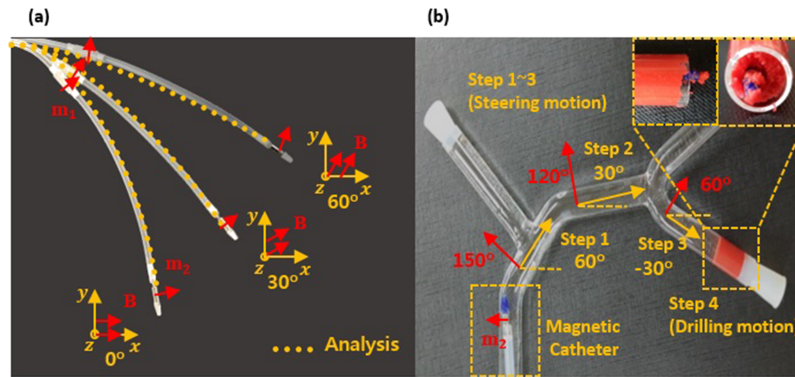 (a)
m₁
y
B
z
x
60°
y
B
z
x
30°
m₂
y
B
z
x
0°
Analysis
(b)
Step 1~3
(Steering motion)
Step 2
30°
120°
60°
Step 1
60°
150°
Step 3
-30°
Step 4
(Drilling motion)
m₂
Magnetic
Catheter